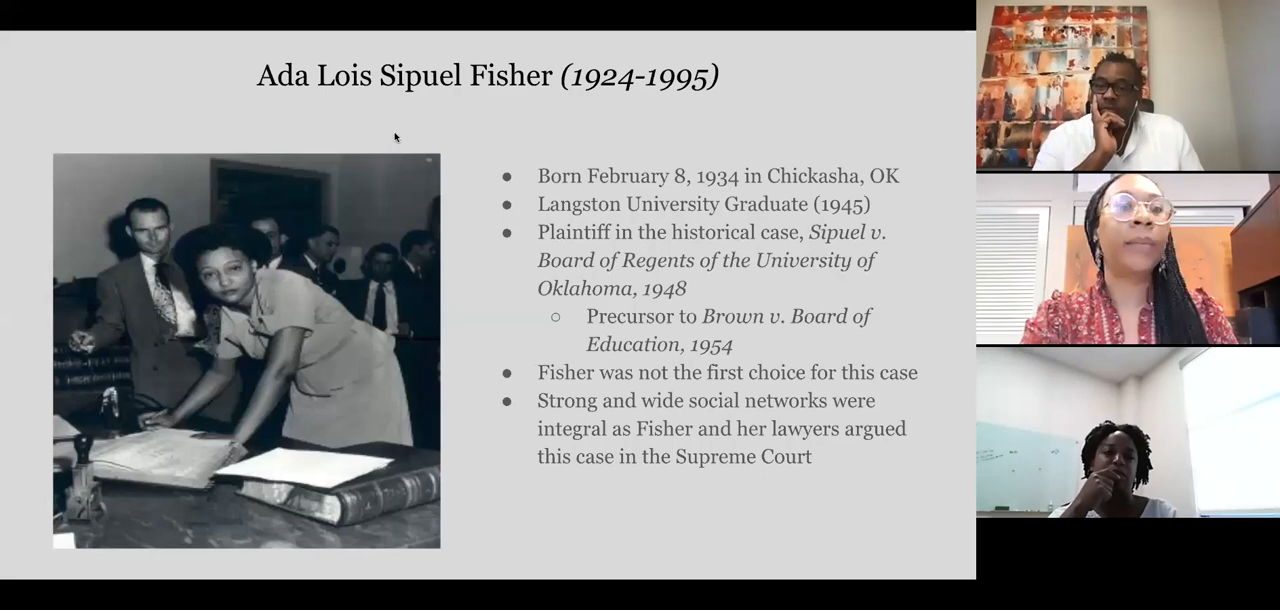 Ada Lois Sipuel Fisher (1924-1995)
● Born February 8, 1934 in Chickasha, OK
● Langston University Graduate (1945)
● Plaintiff in the historical case, Sipuel v.
Board of Regents of the University of
Oklahoma, 1948
○ Precursor to Brown v. Board of
Education, 1954
● Fisher was not the first choice for this case
● Strong and wide social networks were
integral as Fisher and her lawyers argued
this case in the Supreme Court